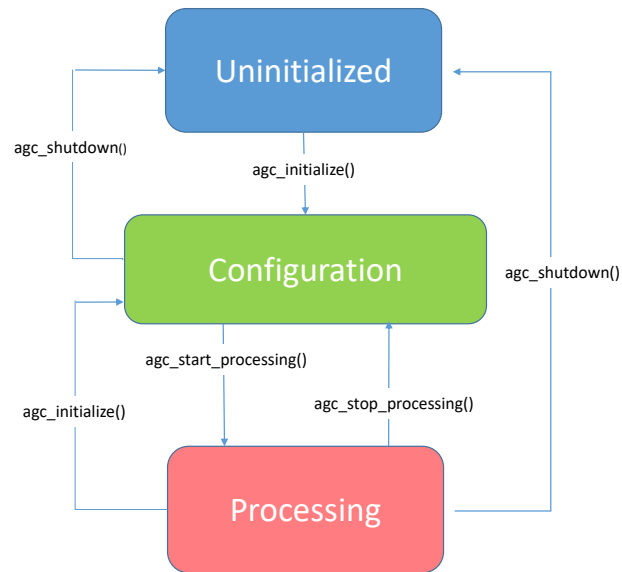 Uninitialized
agc_shutdown()
agc_initialize()
Configuration
agc_shutdown()
agc_start_processing()
agc_initialize()
agc_stop_processing()
Processing